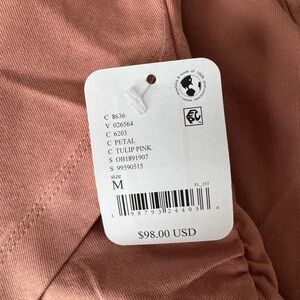 C 8636
V 026564
C 6203
C PETAL
C TULIP PINK
S OB1891907
S 99590515
size
M
$98.00 USD